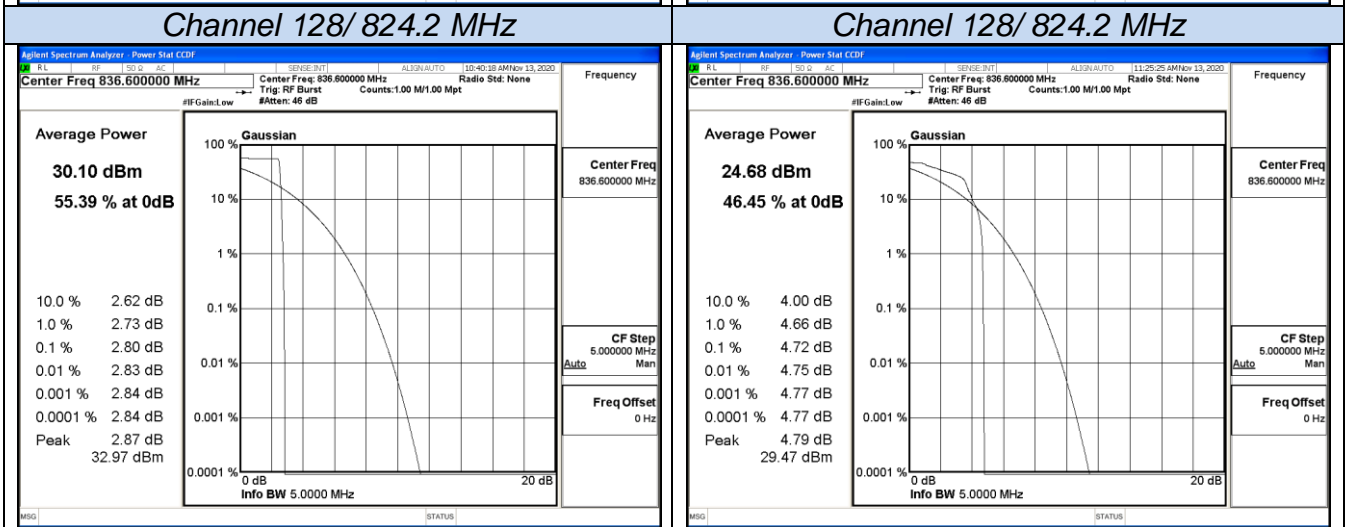 Channel 128/ 824.2 MHz
Agilent Spectrum Analyzer - Power Stat CCDF
RL RF 50 Ω AC SENSE:INT ALIGN AUTO 10:40:18 AM Nov 13, 2020
Center Freq 836.600000 MHz Center Freq: 836.600000 MHz Radio Std: None Frequency
Trig: RF Burst Counts:1.00 M/1.00 Mpt
#IFGain:Low #Atten: 46 dB
Average Power
30.10 dBm
55.39 % at 0dB
10.0 % 2.62 dB
1.0 % 2.73 dB
0.1 % 2.80 dB
0.01 % 2.83 dB
0.001 % 2.84 dB
0.0001 % 2.84 dB
Peak 2.87 dB
32.97 dBm
Gaussian
100 %
10 %
1 %
0.1 %
0.01 %
0.001 %
0.0001 %
0 dB 20 dB
Info BW 5.0000 MHz
Center Freq
836.600000 MHz
CF Step
5.000000 MHz
Auto Man
Freq Offset
0 Hz
MSG STATUS
Channel 128/ 824.2 MHz
Agilent Spectrum Analyzer - Power Stat CCDF
RL RF 50 Ω AC SENSE:INT ALIGN AUTO 11:25:25 AM Nov 13, 2020
Center Freq 836.600000 MHz Center Freq: 836.600000 MHz Radio Std: None Frequency
Trig: RF Burst Counts:1.00 M/1.00 Mpt
#IFGain:Low #Atten: 46 dB
Average Power
24.68 dBm
46.45 % at 0dB
10.0 % 4.00 dB
1.0 % 4.66 dB
0.1 % 4.72 dB
0.01 % 4.75 dB
0.001 % 4.77 dB
0.0001 % 4.77 dB
Peak 4.79 dB
29.47 dBm
Gaussian
100 %
10 %
1 %
0.1 %
0.01 %
0.001 %
0.0001 %
0 dB 20 dB
Info BW 5.0000 MHz
Center Freq
836.600000 MHz
CF Step
5.000000 MHz
Auto Man
Freq Offset
0 Hz
MSG STATUS